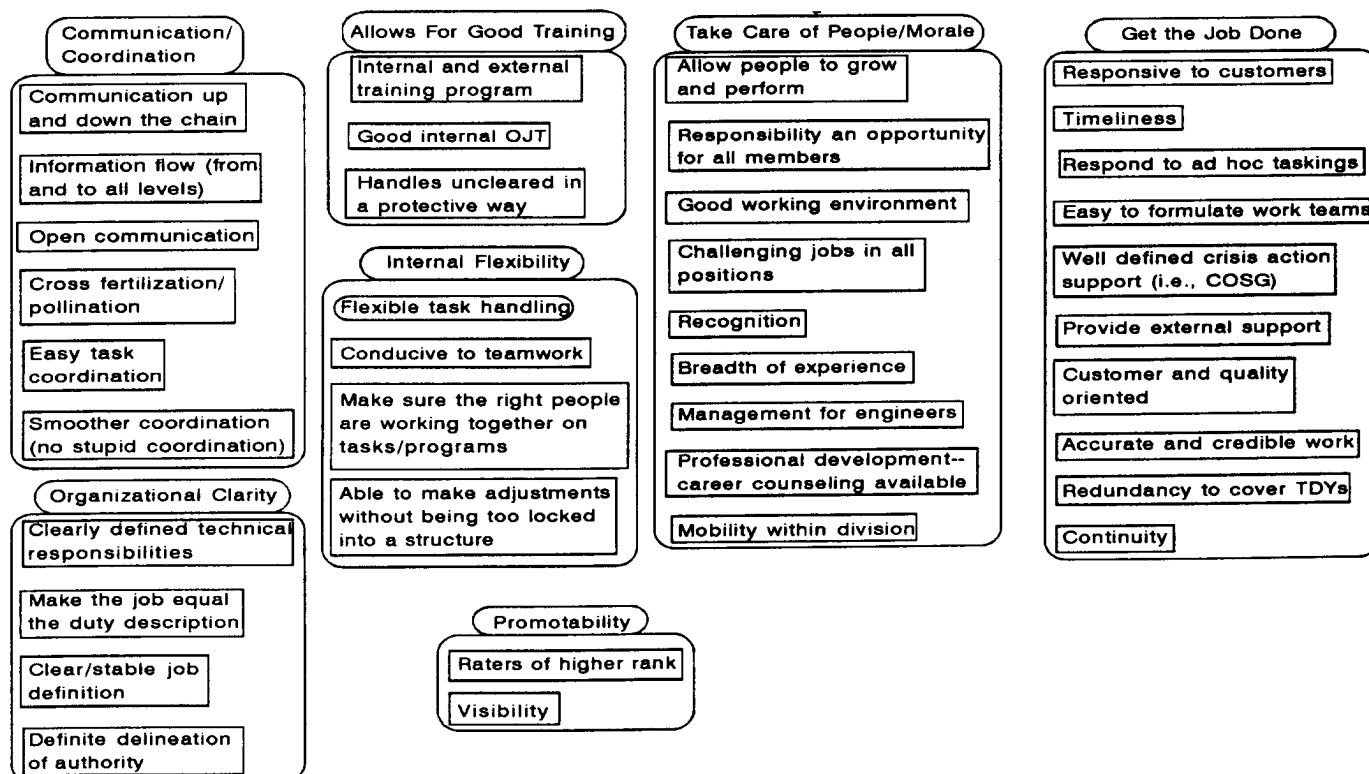 Communication/
Coordination
Communication up
and down the chain
Information flow (from
and to all levels)
Open communication
Cross fertilization/
pollination
Easy task
coordination
Smoother coordination
(no stupid coordination)
Organizational Clarity
Clearly defined technical
responsibilities
Make the job equal
the duty description
Clear/stable job
definition
Definite delineation
of authority
Allows For Good Training
Internal and external
training program
Good internal OJT
Handles uncleared in
a protective way
Internal Flexibility
Flexible task handling
Conducive to teamwork
Make sure the right people
are working together on
tasks/programs
Able to make adjustments
without being too locked
into a structure
Promotability
Raters of higher rank
Visibility
Take Care of People/Morale
Allow people to grow
and perform
Responsibility an opportunity
for all members
Good working environment
Challenging jobs in all
positions
Recognition
Breadth of experience
Management for engineers
Professional development--
career counseling available
Mobility within division
Get the Job Done
Responsive to customers
Timeliness
Respond to ad hoc taskings
Easy to formulate work teams
Well defined crisis action
support (i.e., COSG)
Provide external support
Customer and quality
oriented
Accurate and credible work
Redundancy to cover TDYs
Continuity